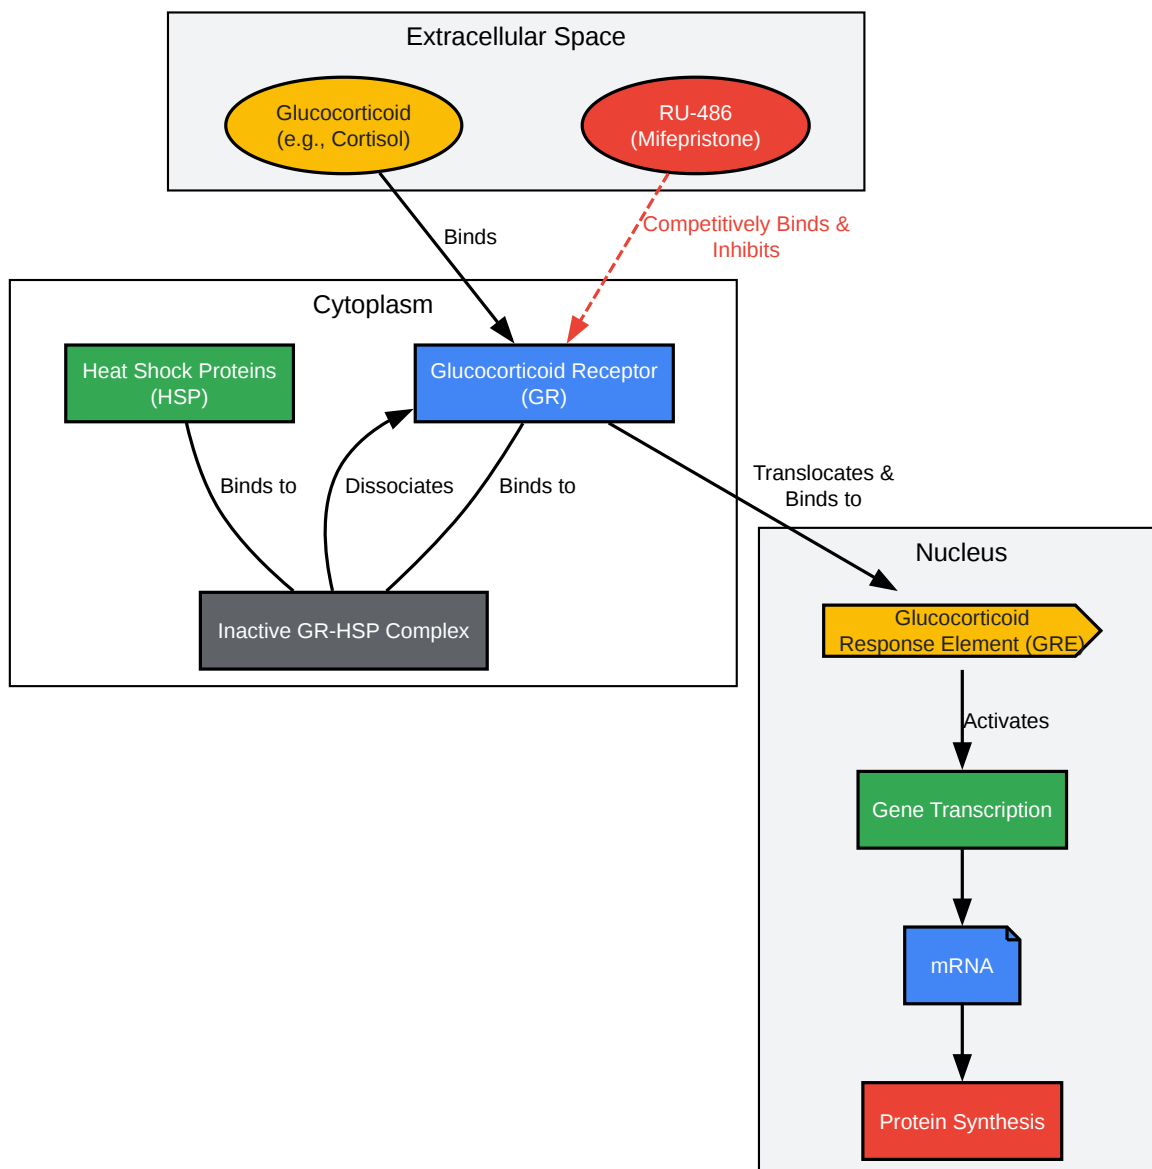 Extracellular Space
Glucocorticoid
(e.g., Cortisol)
RU-486
(Mifepristone)
Binds
Competitively Binds &
Inhibits
Cytoplasm
Heat Shock Proteins
(HSP)
Glucocorticoid Receptor
(GR)
Binds to
Dissociates
Binds to
Translocates &
Binds to
Inactive GR-HSP Complex
Nucleus
Glucocorticoid
Response Element (GRE)
Activates
Gene Transcription
mRNA
Protein Synthesis